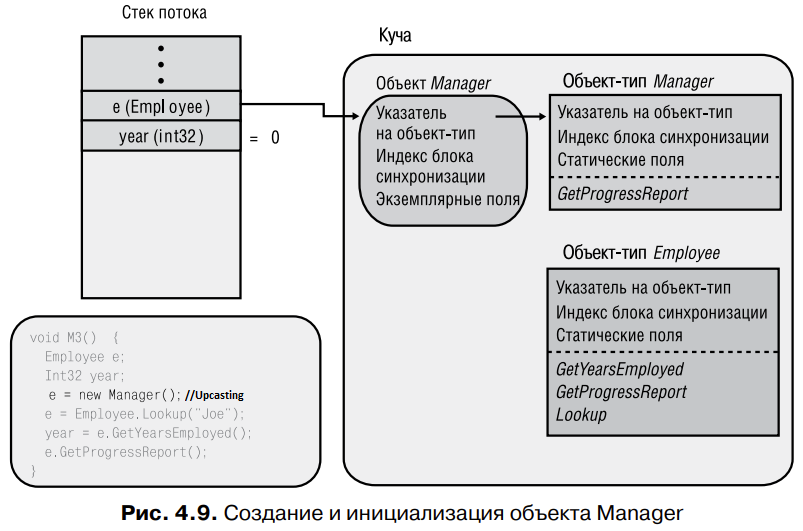 Стек потока
e (Empl oyee)
year (int32)
= 0
Куча
Объект Manager
Указатель
на объект-тип
Индекс блока
синхронизации
Экземплярные поля
Объект-тип Manager
Указатель на объект-тип
Индекс блока синхронизации
Статические поля
GetProgressReport
Объект-тип Employee
Указатель на объект-тип
Индекс блока синхронизации
Статические поля
GetYearsEmployed
GetProgressReport
Lookup
void M3() {
Employee e;
Int32 year;
e = new Manager(); //Upcasting
e = Employee.Lookup("Joe");
year = e.GetYearsEmployed();
e.GetProgressReport();
}
Рис. 4.9. Создание и инициализация объекта Manager